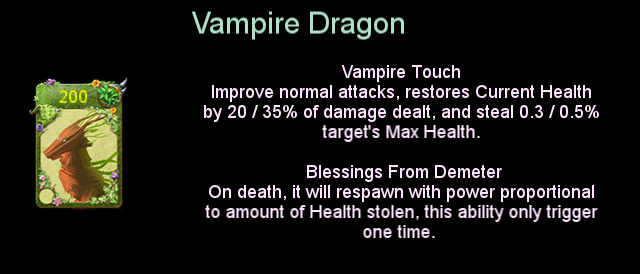 Vampire Dragon
200
Vampire Touch
Improve normal attacks, restores Current Health
by 20 / 35% of damage dealt, and steal 0.3 / 0.5%
target's Max Health.
Blessings From Demeter
On death, it will respawn with power proportional
to amount of Health stolen, this ability only trigger
one time.